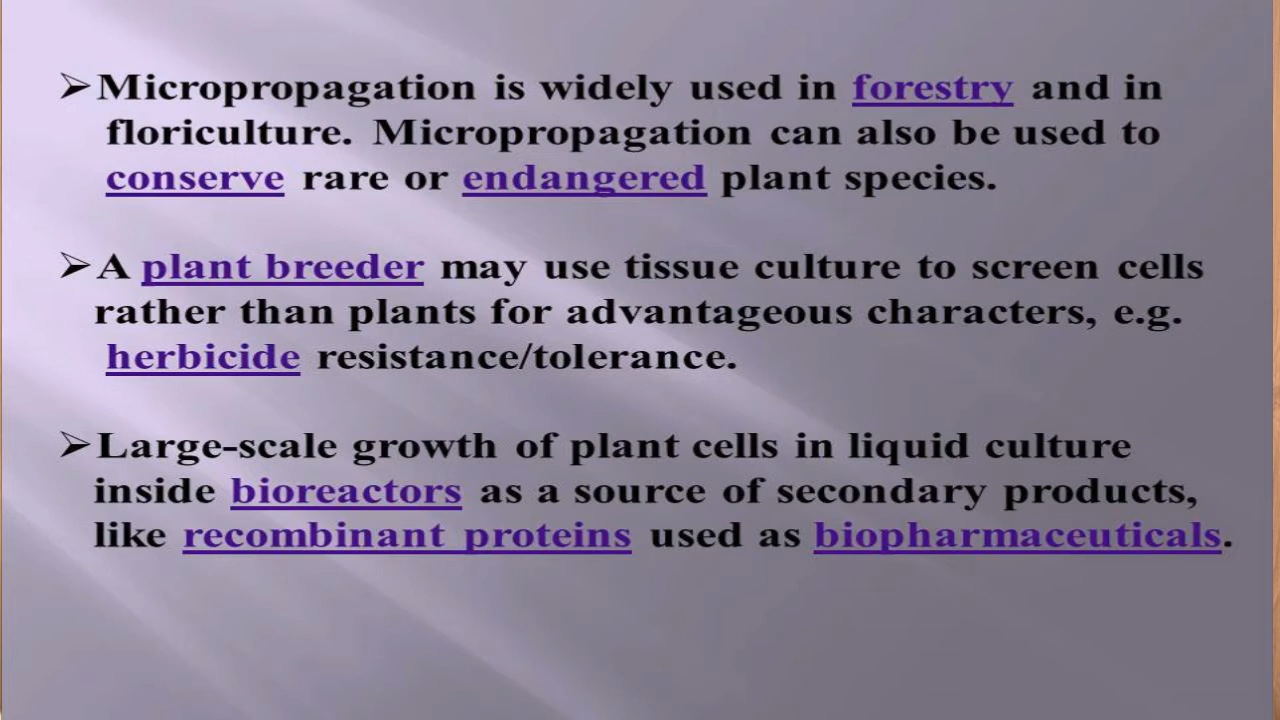 ➢Micropropagation is widely used in forestry and in
floriculture. Micropropagation can also be used to
conserve rare or endangered plant species.
➢A plant breeder may use tissue culture to screen cells
rather than plants for advantageous characters, e.g.
herbicide resistance/tolerance.
➢Large-scale growth of plant cells in liquid culture
inside bioreactors as a source of secondary products,
like recombinant proteins used as biopharmaceuticals.